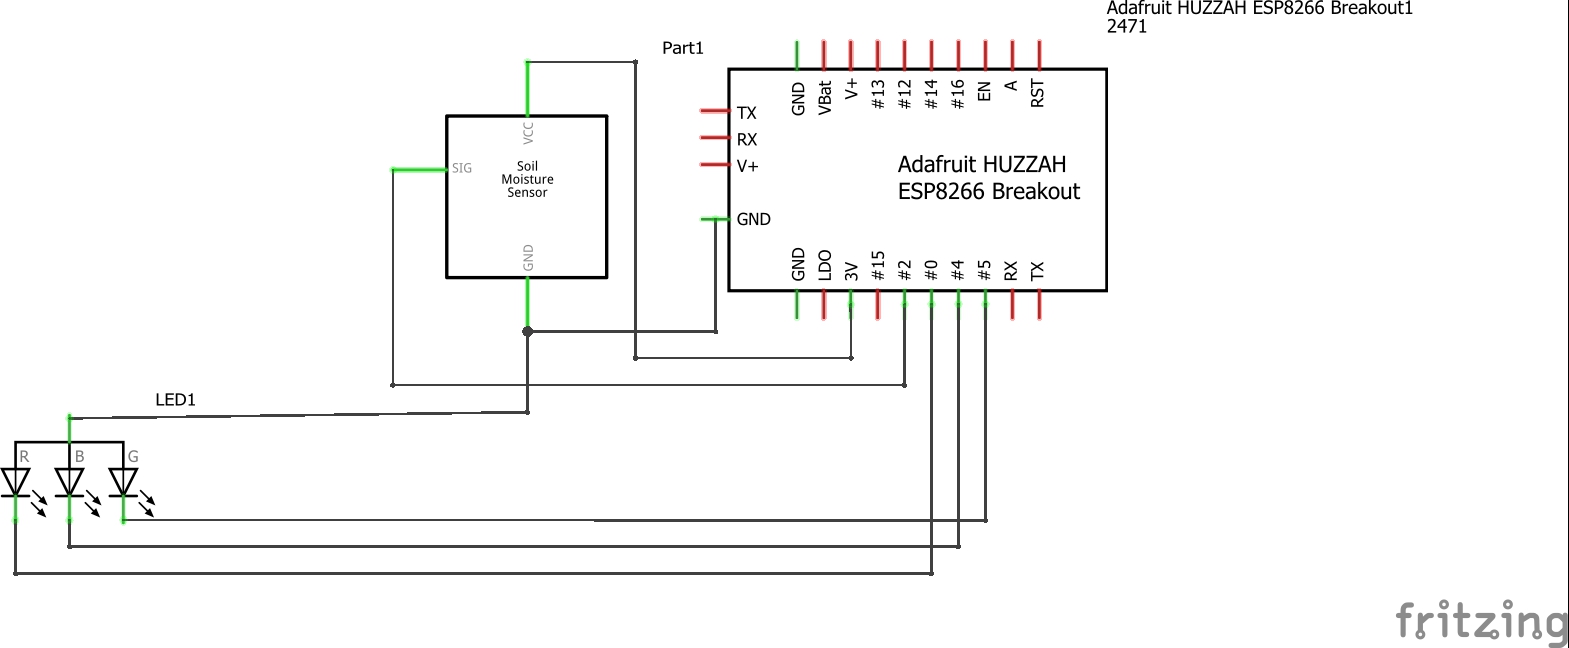 Adafruit HUZZAH ESP8266 Breakout1
2471
Part1
GND
VBat
V+
#13
#12
#14
#16
EN
A
RST
TX
RX
V+
GND
Adafruit HUZZAH
ESP8266 Breakout
GND
LDO
3V
#15
#2
#0
#4
#5
RX
TX
VCC
SIG
Soil
Moisture
Sensor
GND
LED1
R
B
G
fritzing